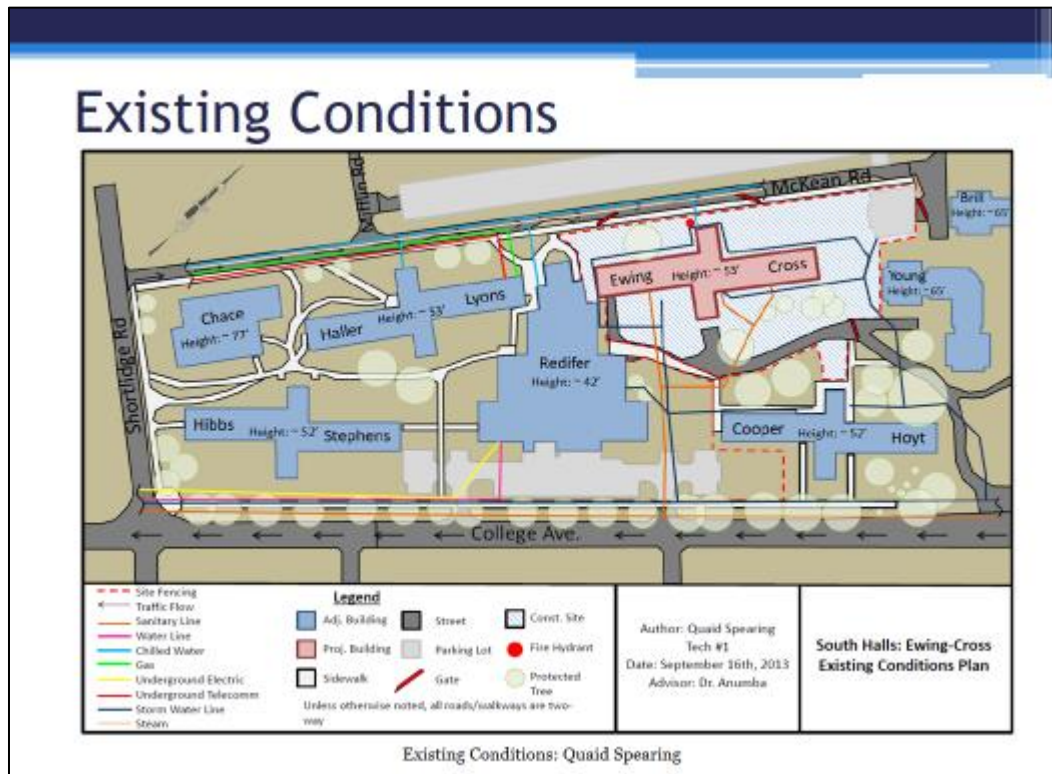 Existing Conditions
Mifflin Rd
McKean Rd
Brill
Height: ~ 65'
Ewing
Height: ~ 53'
Cross
Young
Height: ~65'
Lyons
Height: ~ 53'
Haller
Chace
Height: ~ 77'
Shortlidge Rd
Redifer
Height: ~ 42'
Hibbs
Height: ~ 52'
Stephens
Cooper
Height: ~ 52'
Hoyt
College Ave.
Site Fencing
Traffic Flow
Sanitary Line
Water Line
Chilled Water
Gas
Underground Electric
Underground Telecomm
Storm Water Line
Steam
Legend
Adj. Building
Street
Const. Site
Proj. Building
Parking Lot
Fire Hydrant
Sidewalk
Gate
Protected
Tree
Unless otherwise noted, all roads/walkways are two-
way
Author: Quaid Spearing
Tech #1
Date: September 16th, 2013
Advisor: Dr. Anumba
South Halls: Ewing-Cross
Existing Conditions Plan
Existing Conditions: Quaid Spearing